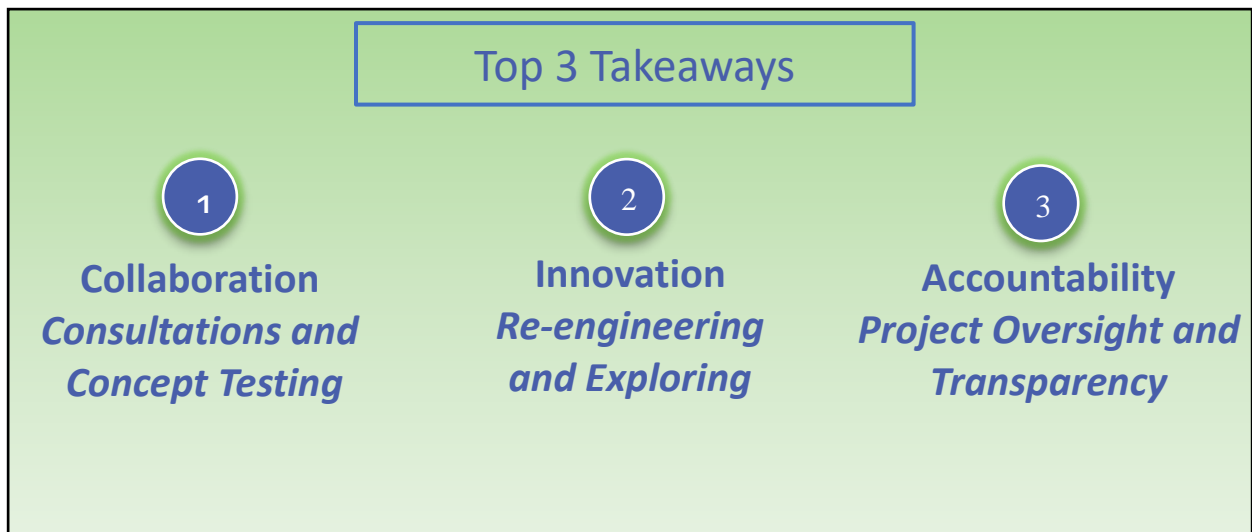 Top 3 Takeaways
1
Collaboration
Consultations and
Concept Testing
2
Innovation
Re-engineering
and Exploring
3
Accountability
Project Oversight and
Transparency